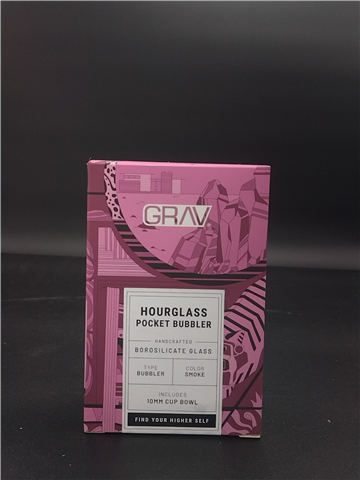 GRAV
HOURGLASS
POCKET BUBBLER
HANDCRAFTED
BOROSILICATE GLASS
TYPE
BUBBLER
COLOR
SMOKE
INCLUDES
10MM CUP BOWL
FIND YOUR HIGHER SELF